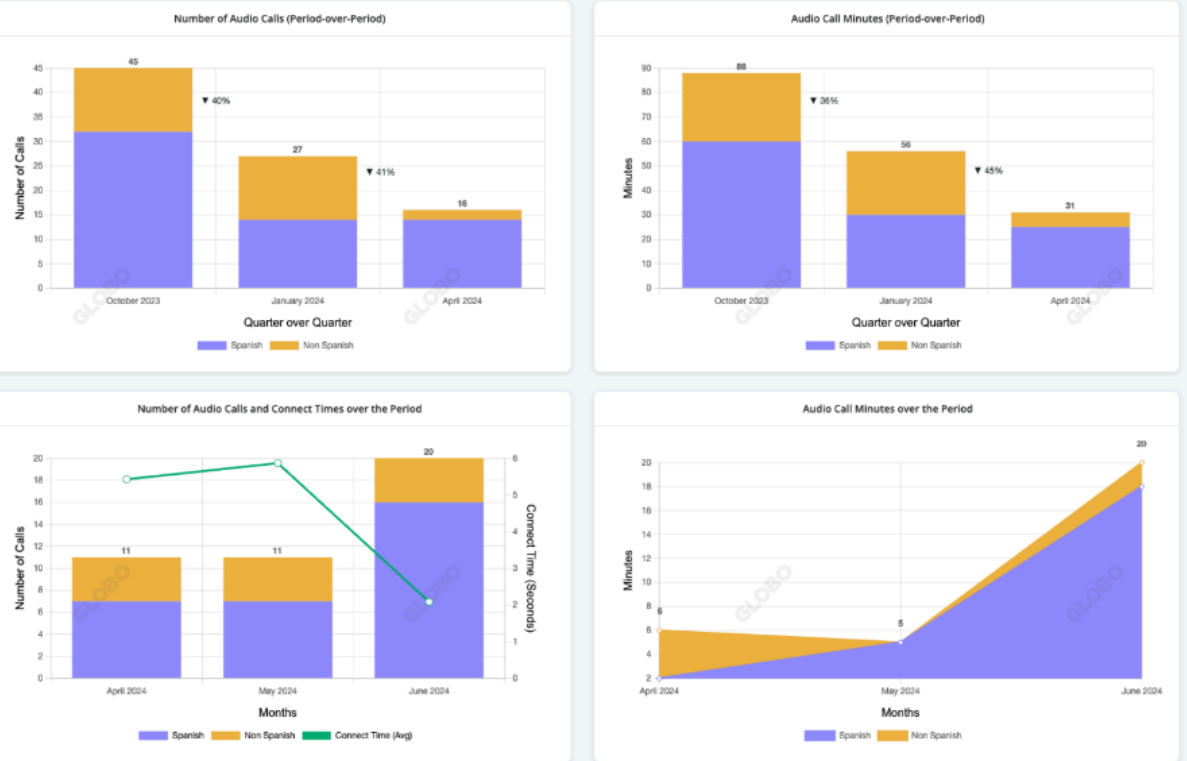 Number of Audio Calls (Period-over-Period)
45
40
35
30
25
20
15
10
5
0
Number of Calls
45
▼ 40%
27
▼ 41%
16
GLOBO
GLOBO
October 2023
January 2024
April 2024
Quarter over Quarter
Spanish
Non Spanish
Audio Call Minutes (Period-over-Period)
90
80
70
60
50
40
30
20
10
0
Minutes
88
▼ 36%
56
▼ 45%
31
GLOBO
GLOBO
October 2023
January 2024
April 2024
Quarter over Quarter
Spanish
Non Spanish
Number of Audio Calls and Connect Times over the Period
20
18
16
14
12
10
8
6
4
2
0
Number of Calls
11
11
20
6
5
4
3
2
1
0
Connect Time (Seconds)
GLOBO
GLOBO
April 2024
May 2024
June 2024
Months
Spanish
Non Spanish
Connect Time (Avg)
Audio Call Minutes over the Period
20
18
16
14
12
10
8
6
4
2
Minutes
6
5
20
GLOBO
GLOBO
April 2024
May 2024
June 2024
Months
Spanish
Non Spanish